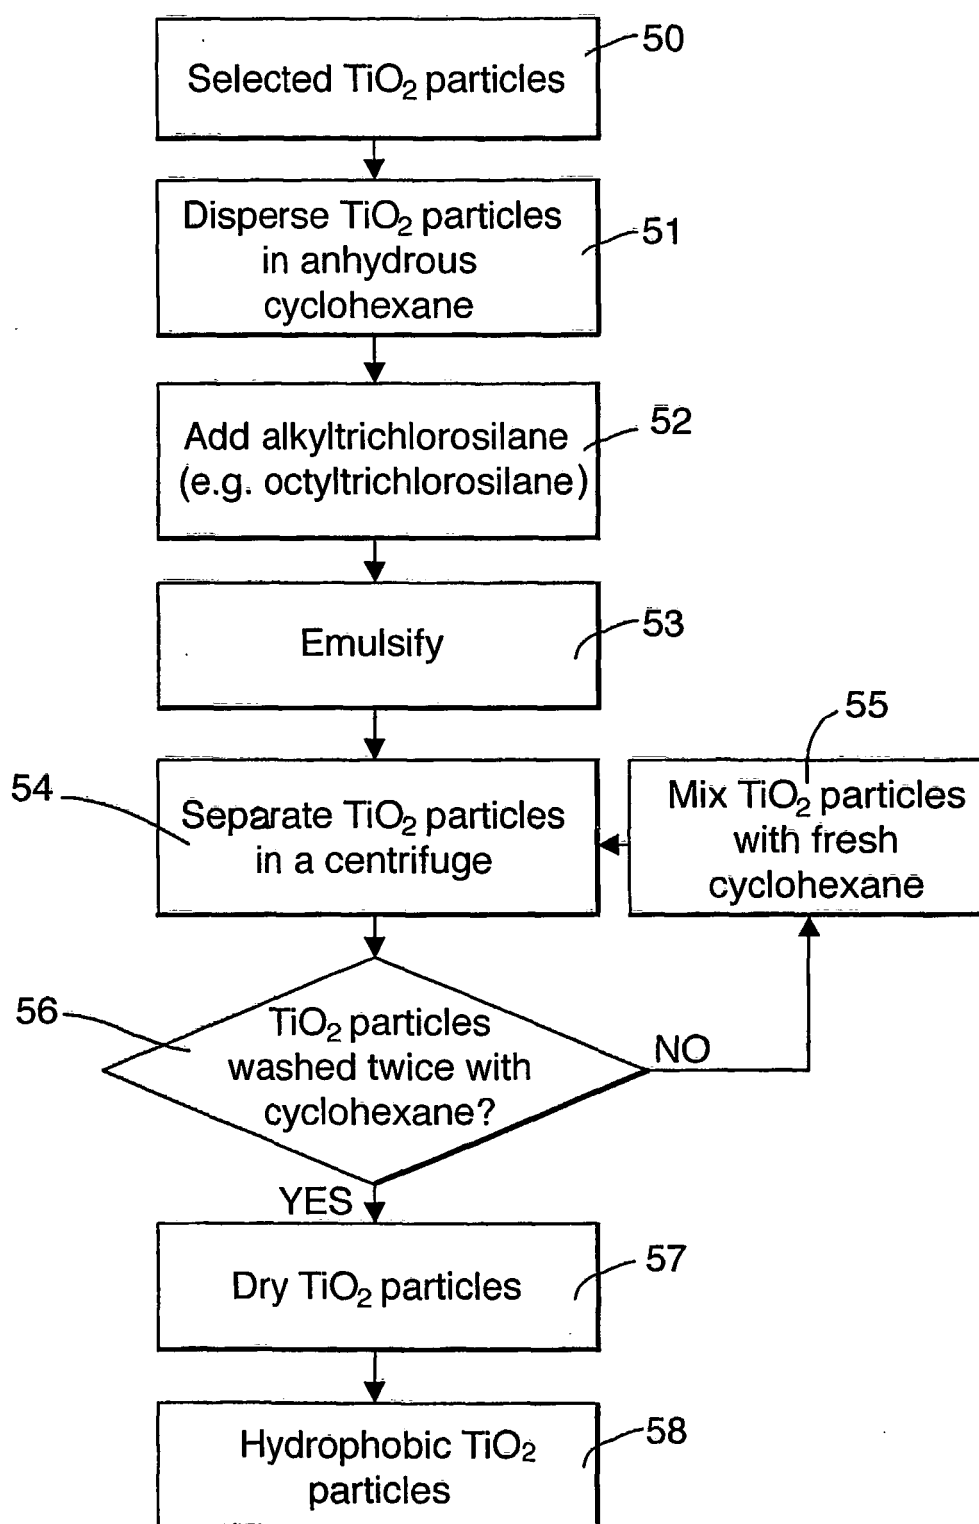 50
Selected TiO₂ particles
Disperse TiO₂ particles
in anhydrous
cyclohexane
51
Add alkyltrichlorosilane
(e.g. octyltrichlorosilane)
52
Emulsify
53
54
Separate TiO₂ particles
in a centrifuge
55
Mix TiO₂ particles
with fresh
cyclohexane
56
TiO₂ particles
washed twice with
cyclohexane?
NO
YES
Dry TiO₂ particles
57
Hydrophobic TiO₂
particles
58